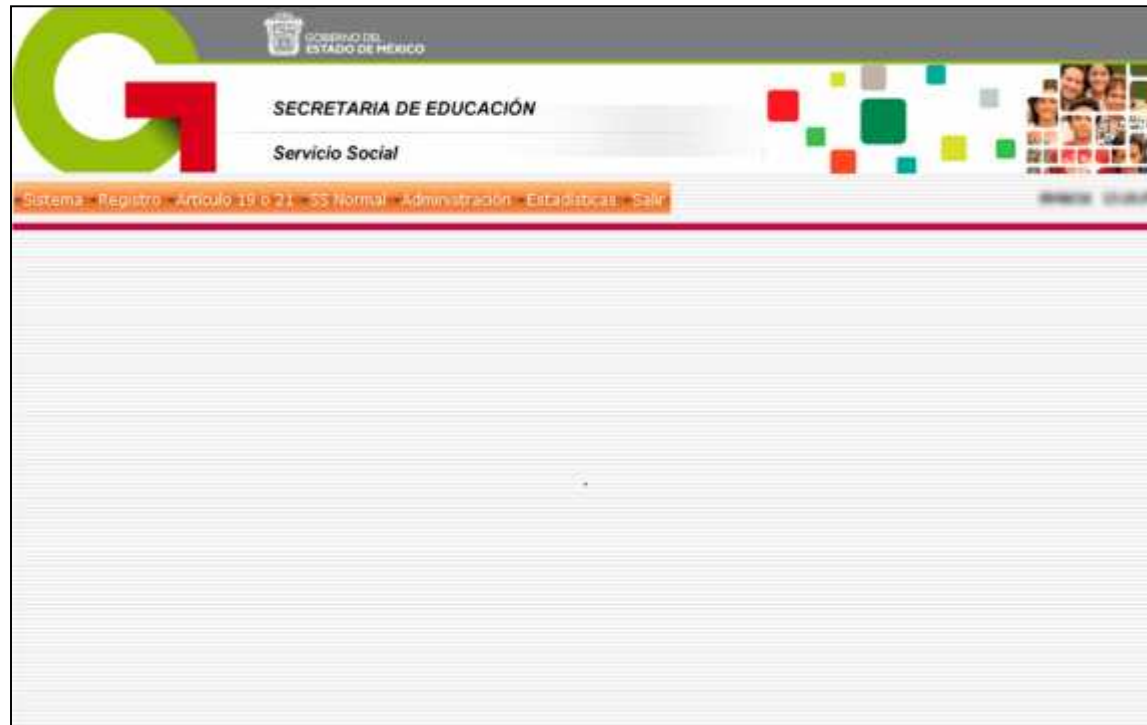 GOBIERNO DEL
ESTADO DE MÉXICO
SECRETARIA DE EDUCACIÓN
Servicio Social
Sistema Registro Artículo 19 o 21 SS Normal Administración Estadísticas Salir